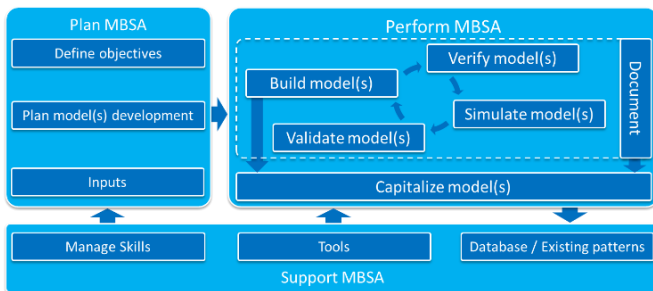 Plan MBSA
Define objectives
Plan model(s) development
Inputs
Perform MBSA
Verify model(s)
Build model(s)
Simulate model(s)
Validate model(s)
Document
Capitalize model(s)
Manage Skills
Tools
Database / Existing patterns
Support MBSA